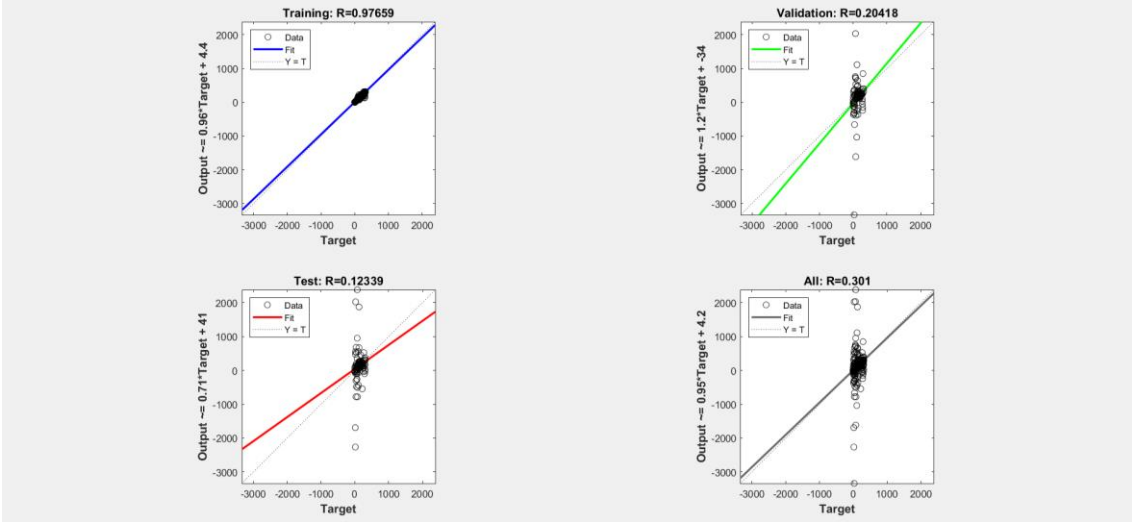 Training: R=0.97659
Output ~= 0.96*Target + 4.4
2000
1000
0
-1000
-2000
-3000
Data
Fit
Y = T
-3000 -2000 -1000 0 1000 2000
Target
Validation: R=0.20418
Output ~= 1.2*Target + -34
2000
1000
0
-1000
-2000
-3000
Data
Fit
Y = T
-3000 -2000 -1000 0 1000 2000
Target
Test: R=0.12339
Output ~= 0.71*Target + 41
2000
1000
0
-1000
-2000
-3000
Data
Fit
Y = T
-3000 -2000 -1000 0 1000 2000
Target
All: R=0.301
Output ~= 0.95*Target + 4.2
2000
1000
0
-1000
-2000
-3000
Data
Fit
Y = T
-3000 -2000 -1000 0 1000 2000
Target